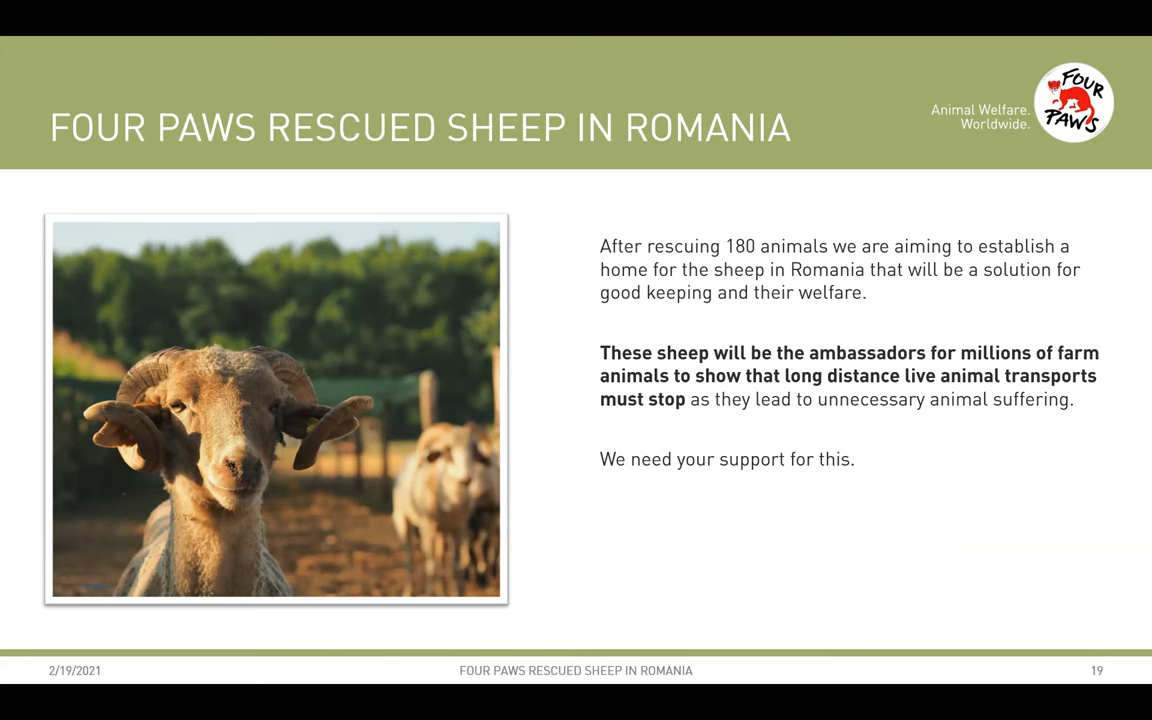 FOUR PAWS RESCUED SHEEP IN ROMANIA
Animal Welfare.
Worldwide.
FOUR
PAWS
After rescuing 180 animals we are aiming to establish a
home for the sheep in Romania that will be a solution for
good keeping and their welfare.
These sheep will be the ambassadors for millions of farm
animals to show that long distance live animal transports
must stop as they lead to unnecessary animal suffering.
We need your support for this.
2/19/2021
FOUR PAWS RESCUED SHEEP IN ROMANIA
19